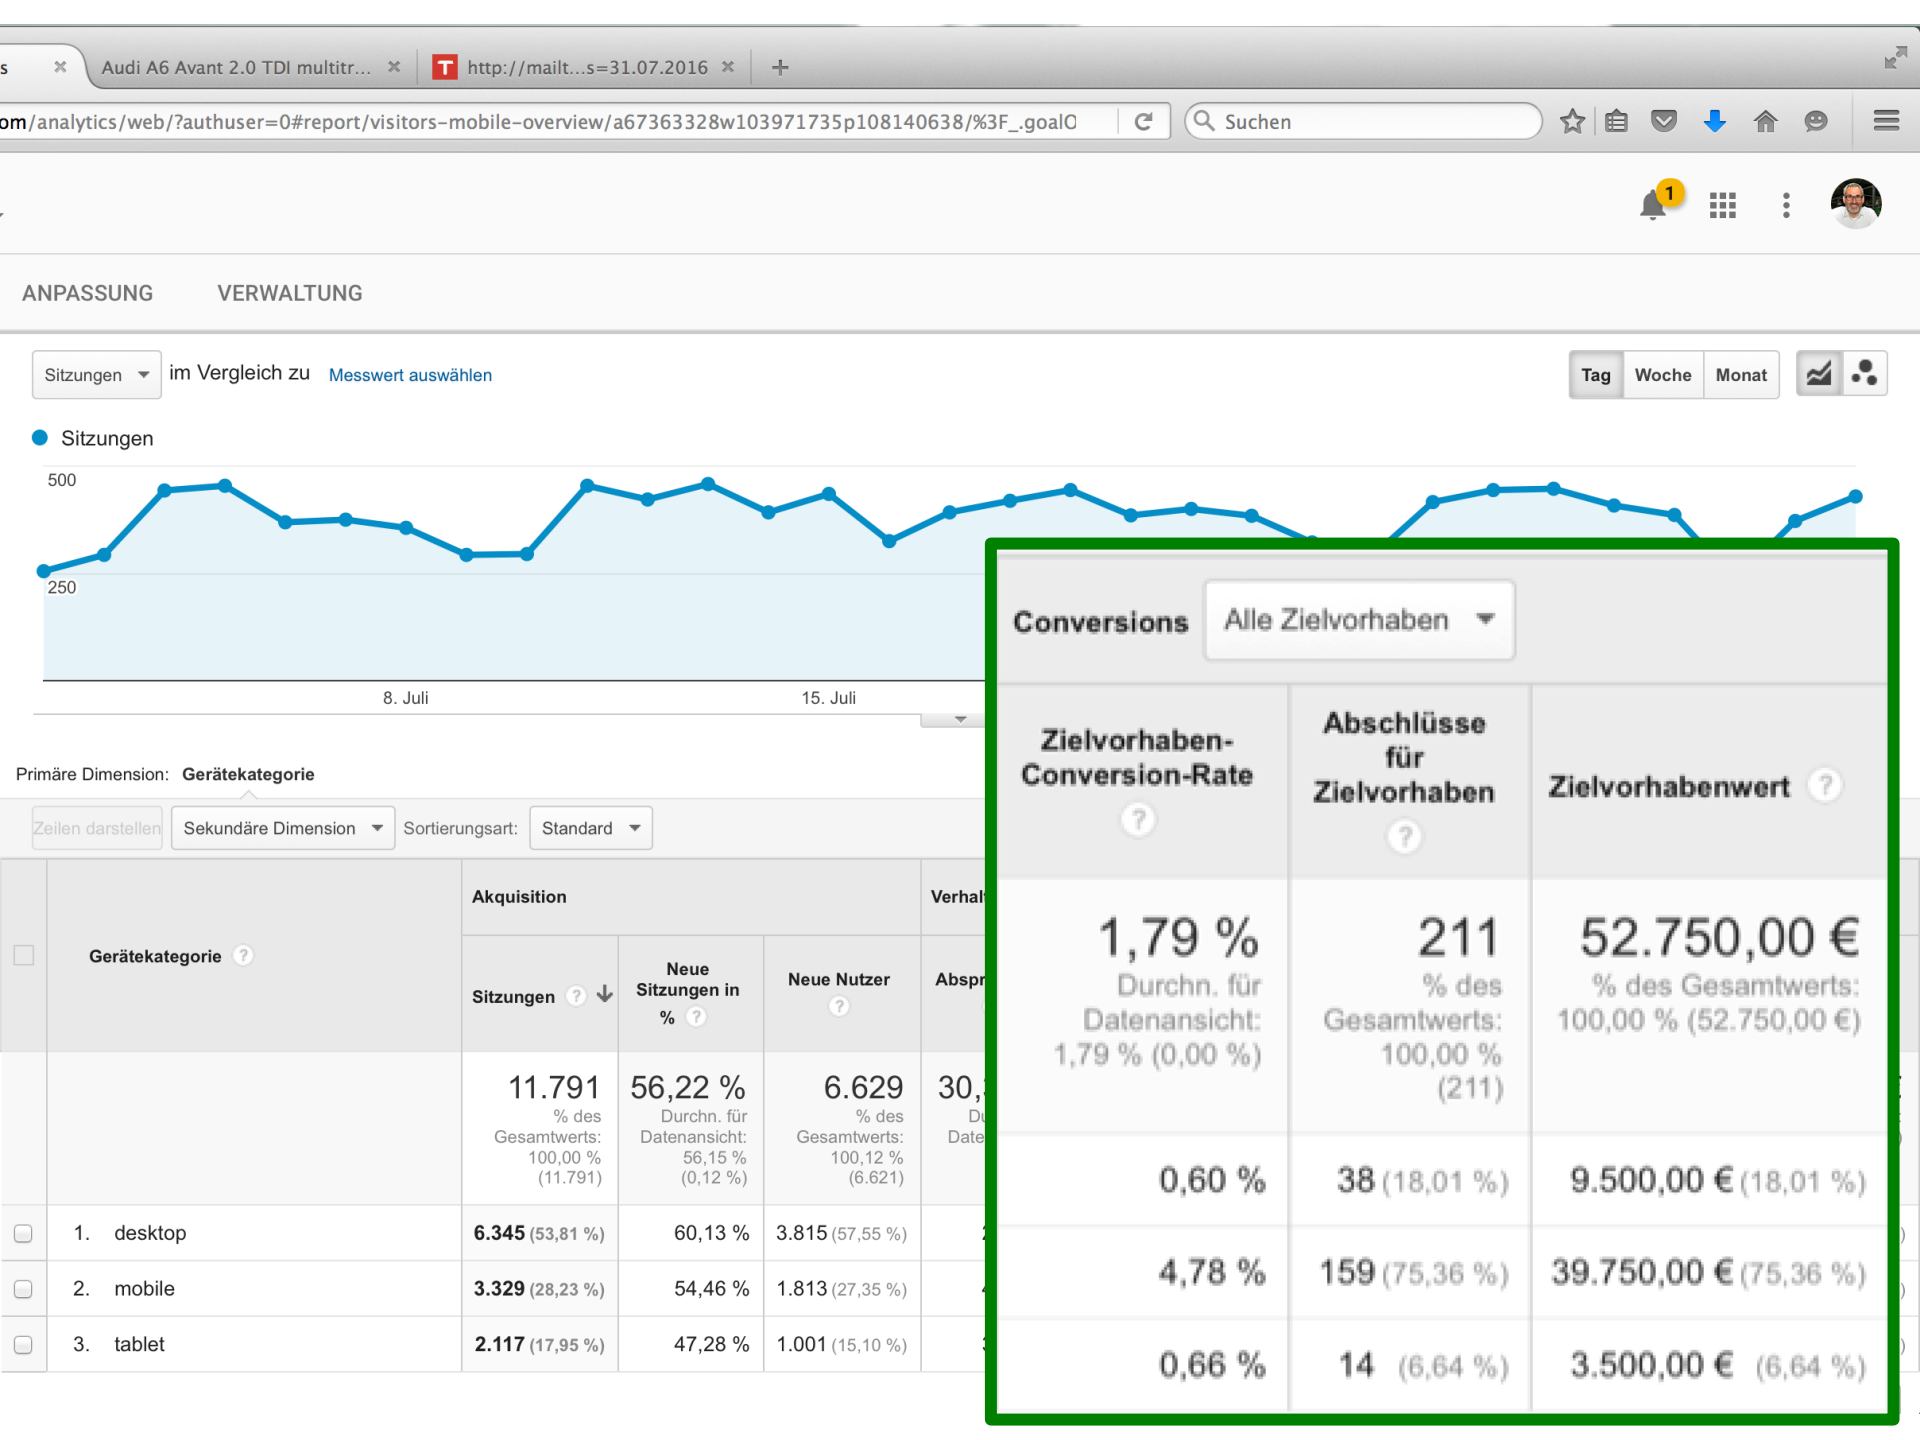 s
Audi A6 Avant 2.0 TDI multitr...
http://mailt...s=31.07.2016
om/analytics/web/?authuser=0#report/visitors-mobile-overview/a67363328w103971735p108140638/%3F_.goalO
Suchen
1
ANPASSUNG VERWALTUNG
Sitzungen im Vergleich zu Messwert auswählen
Tag Woche Monat
Sitzungen
500
250
8. Juli 15. Juli
Primäre Dimension: Gerätekategorie
Zeilen darstellen Sekundäre Dimension Sortierungsart: Standard
Gerätekategorie ?
Akquisition
Verhal
Sitzungen ?
Neue
Sitzungen in
% ?
Neue Nutzer
?
Abspr
11.791
% des
Gesamtwerts:
100,00 %
(11.791)
56,22 %
Durchn. für
Datenansicht:
56,15 %
(0,12 %)
6.629
% des
Gesamtwerts:
100,12 %
(6.621)
30,
Date
1. desktop 6.345 (53,81 %) 60,13 % 3.815 (57,55 %)
2. mobile 3.329 (28,23 %) 54,46 % 1.813 (27,35 %)
3. tablet 2.117 (17,95 %) 47,28 % 1.001 (15,10 %)
Conversions Alle Zielvorhaben
Zielvorhaben-
Conversion-Rate
?
Abschlüsse
für
Zielvorhaben
?
Zielvorhabenwert ?
1,79 %
Durchn. für
Datenansicht:
1,79 % (0,00 %)
211
% des
Gesamtwerts:
100,00 %
(211)
52.750,00 €
% des Gesamtwerts:
100,00 % (52.750,00 €)
0,60 % 38 (18,01 %) 9.500,00 € (18,01 %)
4,78 % 159 (75,36 %) 39.750,00 € (75,36 %)
0,66 % 14 (6,64 %) 3.500,00 € (6,64 %)